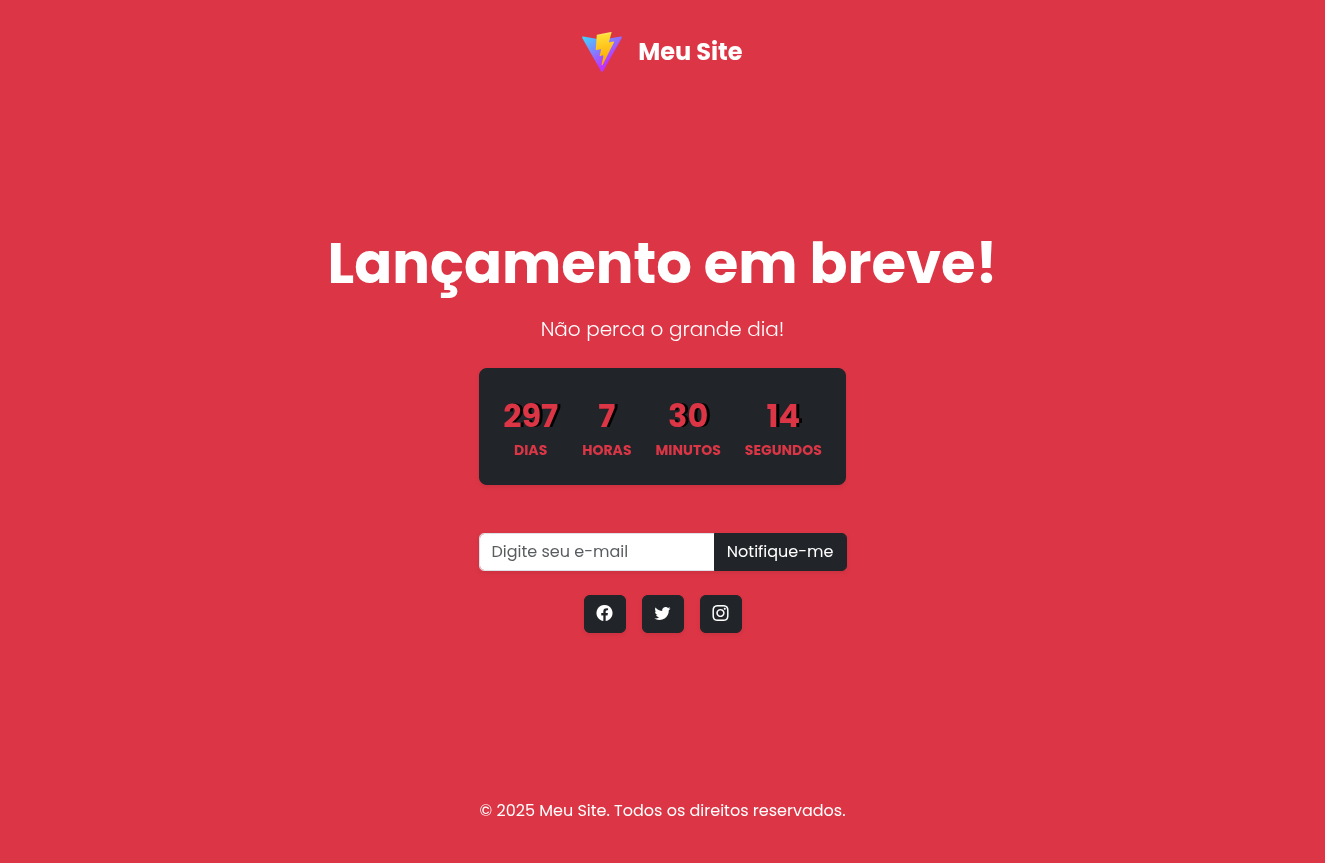 Meu Site
Lançamento em breve!
Não perca o grande dia!
297 7 30 14
DIAS HORAS MINUTOS SEGUNDOS
Digite seu e-mail Notifique-me
© 2025 Meu Site. Todos os direitos reservados.